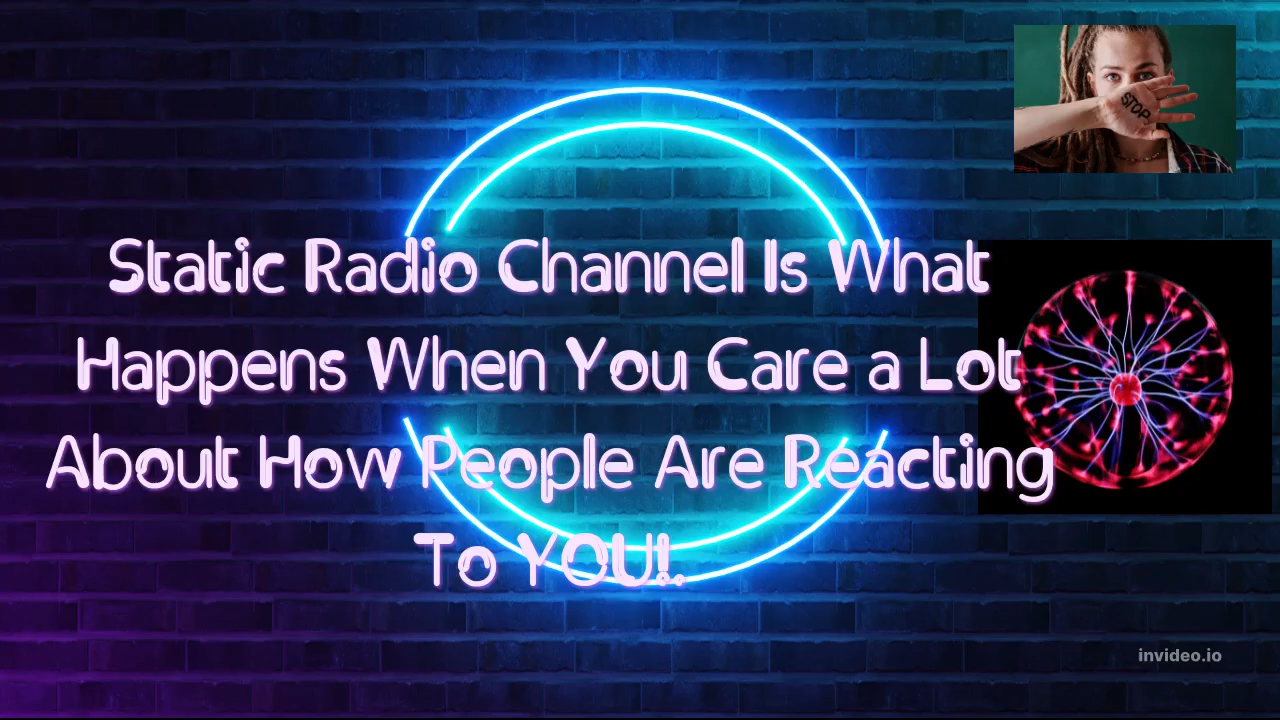 STOP
Static Radio Channel Is What
Happens When You Care a Lot
About How People Are Reacting
To YOU!.
invideo.io